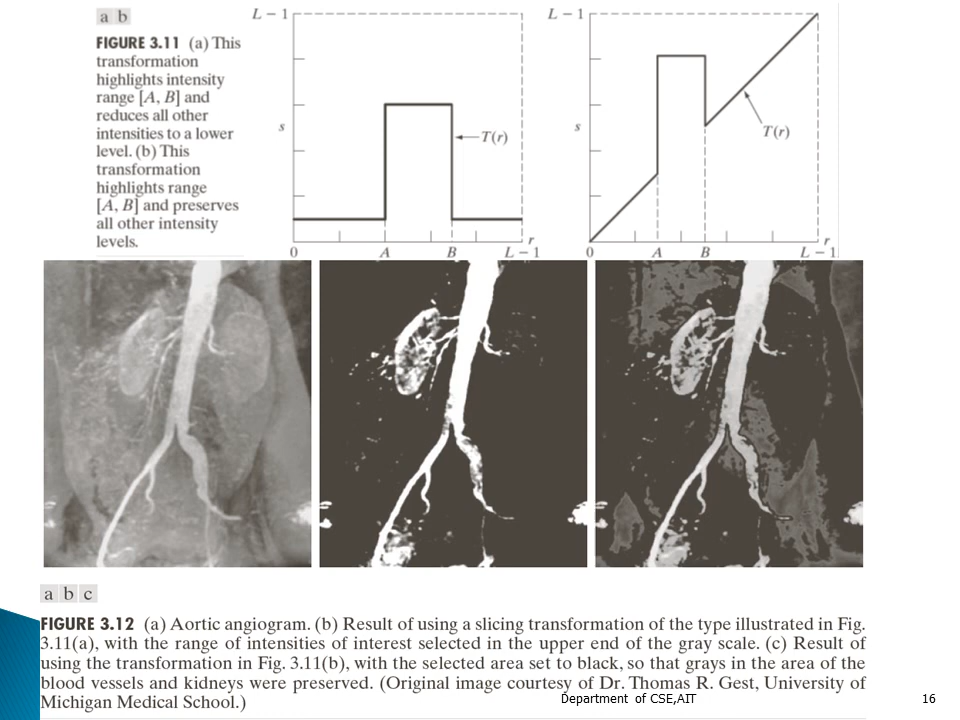 a b
FIGURE 3.11 (a) This
transformation
highlights intensity
range [A, B] and
reduces all other
intensities to a lower
level. (b) This
transformation
highlights range
[A, B] and preserves
all other intensity
levels.
L – 1
s
T(r)
0
A
B
L – 1
r
L – 1
s
T(r)
0
A
B
L – 1
r
a b c
FIGURE 3.12 (a) Aortic angiogram. (b) Result of using a slicing transformation of the type illustrated in Fig.
3.11(a), with the range of intensities of interest selected in the upper end of the gray scale. (c) Result of
using the transformation in Fig. 3.11(b), with the selected area set to black, so that grays in the area of the
blood vessels and kidneys were preserved. (Original image courtesy of Dr. Thomas R. Gest, University of
Michigan Medical School.)
Department of CSE,AIT
16